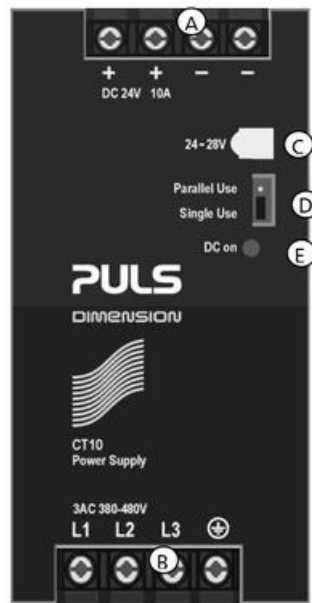 A
+ + − −
DC 24V 10A
24-28V
C
Parallel Use
D
Single Use
DC on
E
PULS
DIMENSION
CT10
Power Supply
3AC 380-480V
L1 L2 L3
B